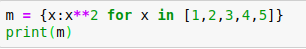 m = {x:x**2 for x in [1,2,3,4,5]}
print(m)